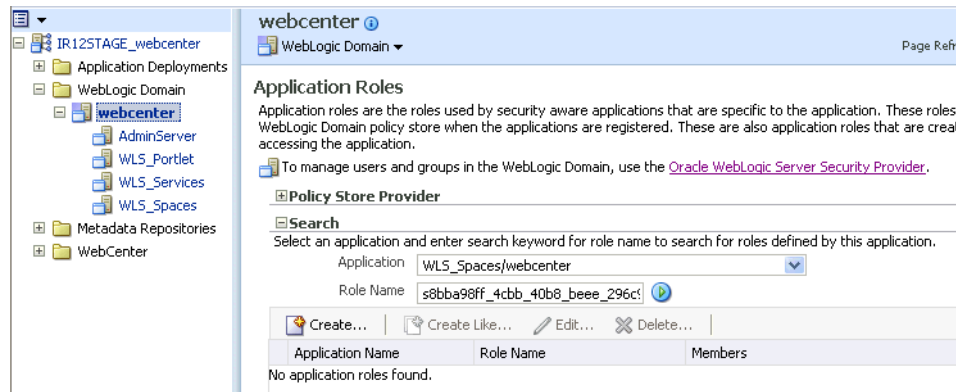 IR12STAGE_webcenter
Application Deployments
WebLogic Domain
webcenter
AdminServer
WLS_Portlet
WLS_Services
WLS_Spaces
Metadata Repositories
WebCenter
webcenter
WebLogic Domain
Page Refr
Application Roles
Application roles are the roles used by security aware applications that are specific to the application. These roles
WebLogic Domain policy store when the applications are registered. These are also application roles that are creat
accessing the application.
To manage users and groups in the WebLogic Domain, use the Oracle WebLogic Server Security Provider.
Policy Store Provider
Search
Select an application and enter search keyword for role name to search for roles defined by this application.
Application WLS_Spaces/webcenter
Role Name s8bba98ff_4cbb_40b8_beee_296c9
Create... Create Like... Edit... Delete...
Application Name Role Name Members
No application roles found.